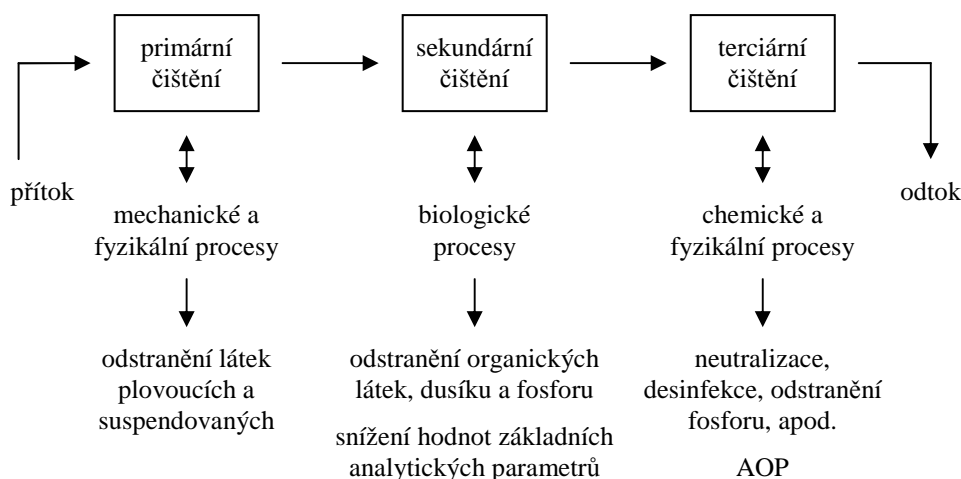 primární
čištění
sekundární
čištění
terciární
čištění
přítok
odtok
mechanické a
fyzikální procesy
biologické
procesy
chemické a
fyzikální procesy
odstranění látek
plovoucích a
suspendovaných
odstranění organických
látek, dusíku a fosforu
snížení hodnot základních
analytických parametrů
neutralizace,
desinfekce, odstranění
fosforu, apod.
AOP